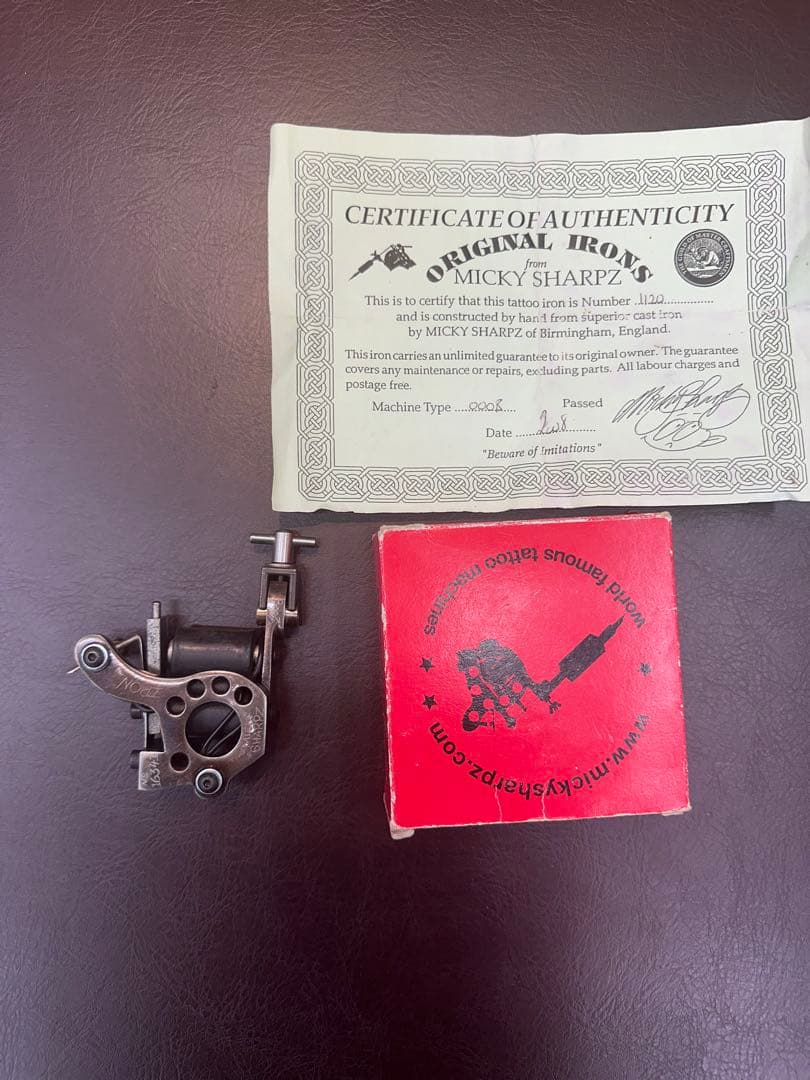 CERTIFICATE OF AUTHENTICITY
ORIGINAL IRONS
from
MICKY SHARPZ
This is to certify that this tattoo iron is Number ..1120...............
and is constructed by hand from superior cast iron
by MICKY SHARPZ of Birmingham, England.
This iron carries an unlimited guarantee to its original owner. The guarantee
covers any maintenance or repairs, excluding parts. All labour charges and
postage free.
Machine Type ....0008.... Passed
Date .......2008.........
"Beware of Imitations"
world famous tattoo machines
www.mickysharpz.com
SHARPZ